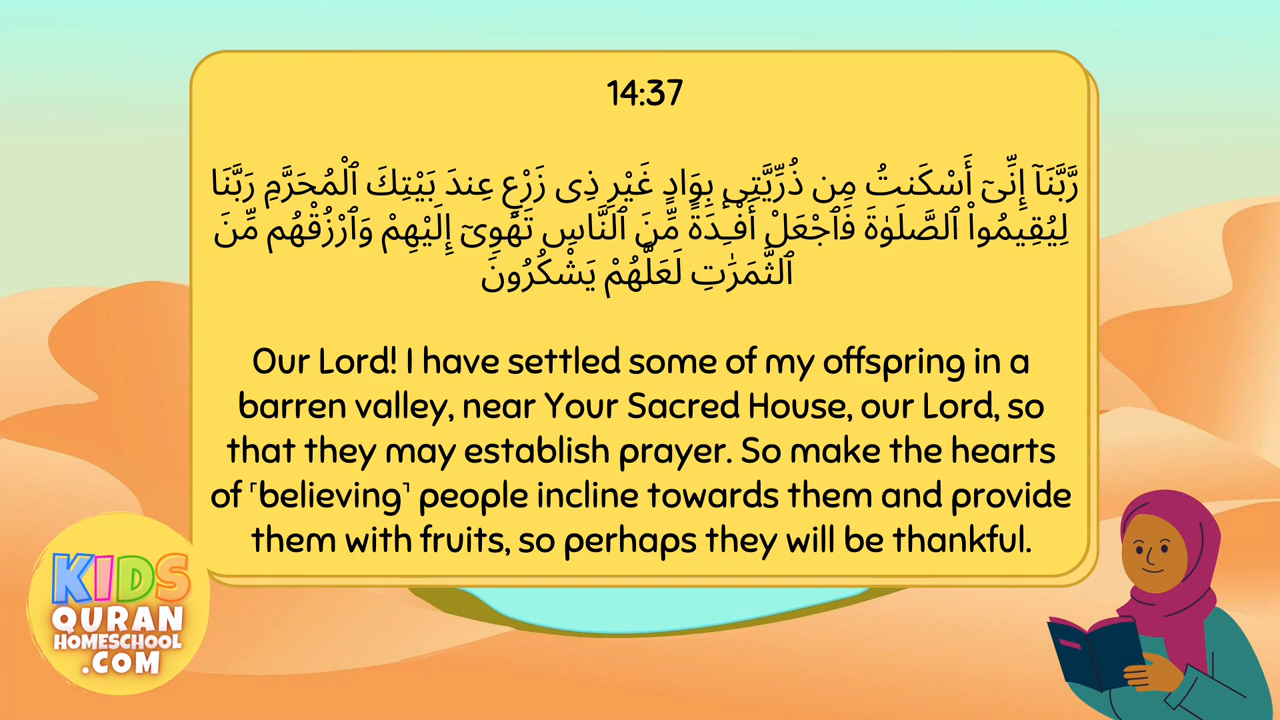 14:37
رَّبَّنَآ إِنِّىٓ أَسْكَنتُ مِن ذُرِّيَّتِى بِوَادٍ غَيْرِ ذِى زَرْعٍ عِندَ بَيْتِكَ ٱلْمُحَرَّمِ رَبَّنَا
لِيُقِيمُوا۟ ٱلصَّلَوٰةَ فَٱجْعَلْ أَفْـِٔدَةً مِّنَ ٱلنَّاسِ تَهْوِىٓ إِلَيْهِمْ وَٱرْزُقْهُم مِّنَ
ٱلثَّمَرَٰتِ لَعَلَّهُمْ يَشْكُرُونَ
Our Lord! I have settled some of my offspring in a
barren valley, near Your Sacred House, our Lord, so
that they may establish prayer. So make the hearts
of ˹believing˺ people incline towards them and provide
them with fruits, so perhaps they will be thankful.
KIDS
QURAN
HOMESCHOOL
.COM